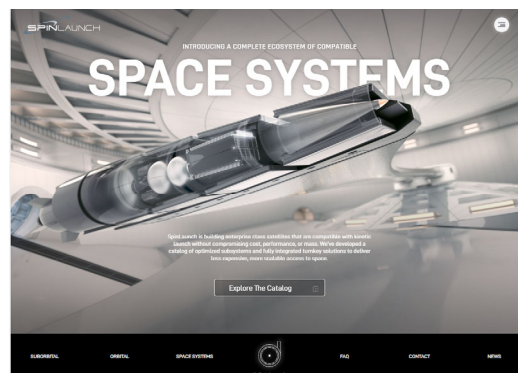 SPINLAUNCH
INTRODUCING A COMPLETE ECOSYSTEM OF COMPATIBLE
SPACE SYSTEMS
SpinLaunch is building enterprise class satellites that are compatible with kinetic
launch without compromising cost, performance, or mass. We've developed a
catalog of optimized subsystems and fully integrated turnkey solutions to deliver
less expensive, more scalable access to space.
Explore The Catalog
SUBORBITAL
ORBITAL
SPACE SYSTEMS
FAQ
CONTACT
NEWS